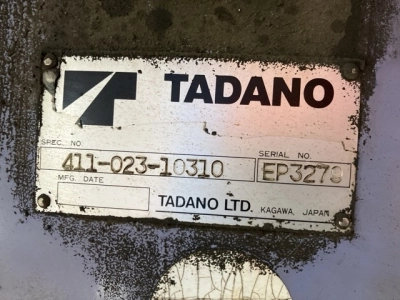 TADANO
SPEC. NO
411-023-10310
SERIAL NO.
EP3279
MFG. DATE
TADANO LTD. KAGAWA, JAPAN